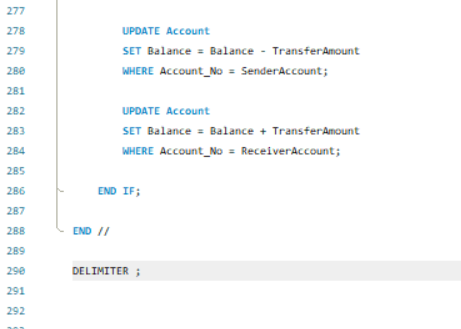 277
278 UPDATE Account
279 SET Balance = Balance - TransferAmount
280 WHERE Account_No = SenderAccount;
281
282 UPDATE Account
283 SET Balance = Balance + TransferAmount
284 WHERE Account_No = ReceiverAccount;
285
286 END IF;
287
288 END //
289
290 DELIMITER ;
291
292